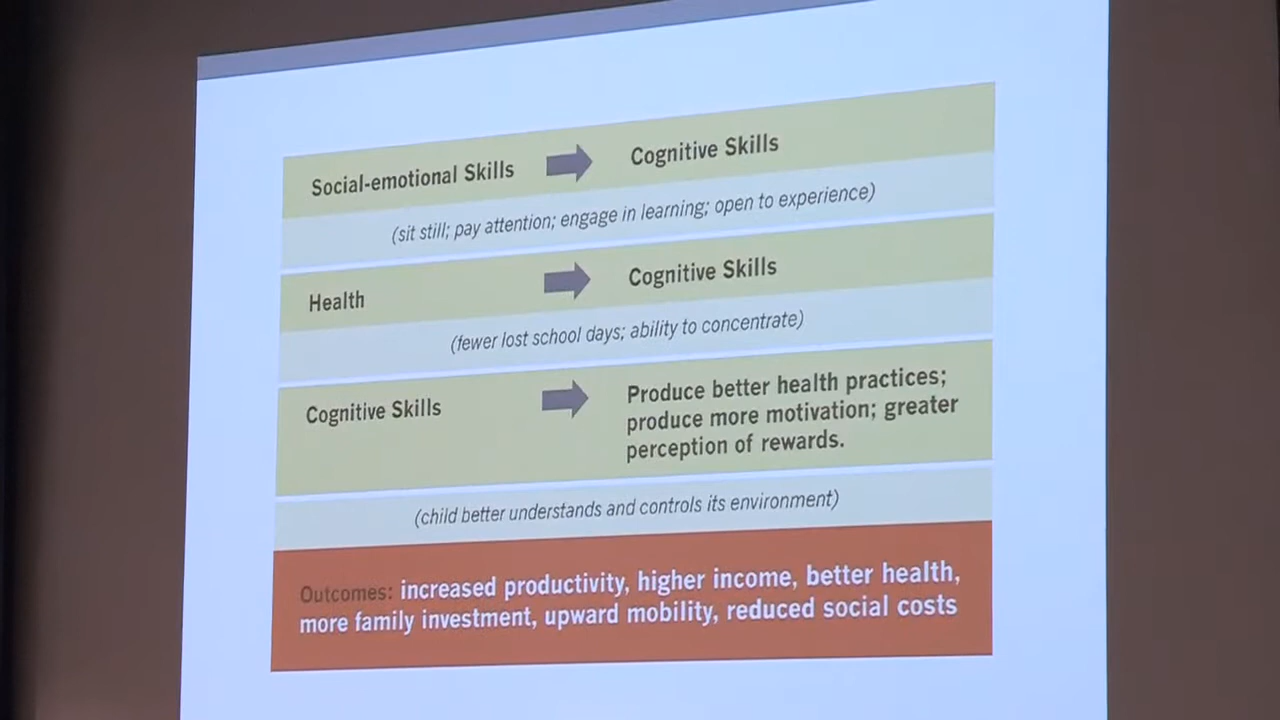 Social-emotional Skills Cognitive Skills
(sit still; pay attention; engage in learning; open to experience)
Health Cognitive Skills
(fewer lost school days; ability to concentrate)
Cognitive Skills
Produce better health practices;
produce more motivation; greater
perception of rewards.
(child better understands and controls its environment)
Outcomes: increased productivity, higher income, better health,
more family investment, upward mobility, reduced social costs